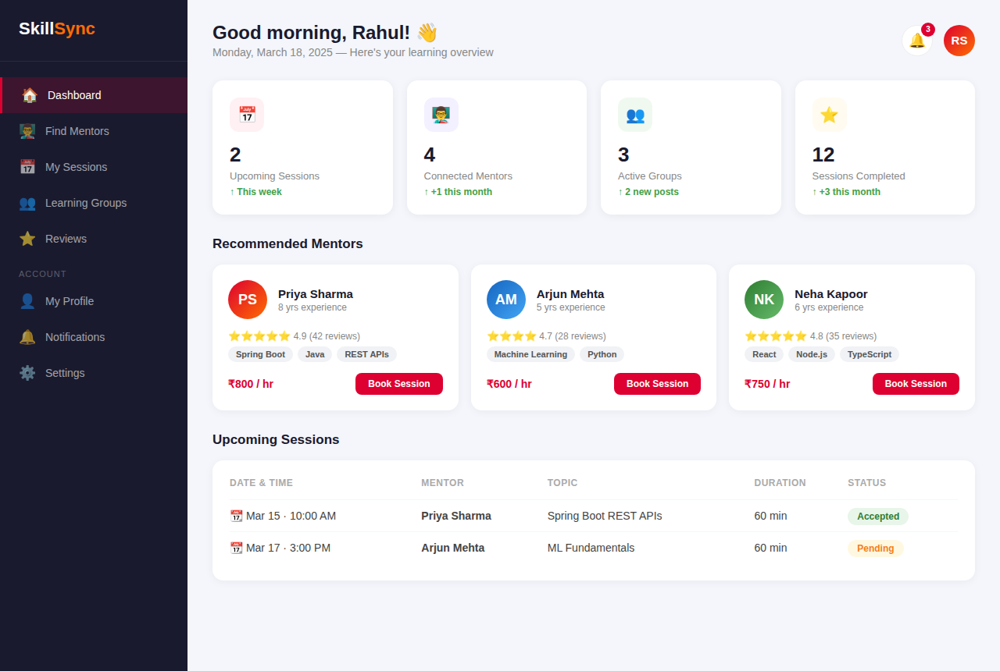 SkillSync
Dashboard
Find Mentors
My Sessions
Learning Groups
Reviews
ACCOUNT
My Profile
Notifications
Settings
Good morning, Rahul! 👋
Monday, March 18, 2025 — Here's your learning overview
3
RS
2
Upcoming Sessions
↑ This week
4
Connected Mentors
↑ +1 this month
3
Active Groups
↑ 2 new posts
12
Sessions Completed
↑ +3 this month
Recommended Mentors
PS
Priya Sharma
8 yrs experience
⭐⭐⭐⭐⭐ 4.9 (42 reviews)
Spring Boot Java REST APIs
₹800 / hr Book Session
AM
Arjun Mehta
5 yrs experience
⭐⭐⭐⭐ 4.7 (28 reviews)
Machine Learning Python
₹600 / hr Book Session
NK
Neha Kapoor
6 yrs experience
⭐⭐⭐⭐⭐ 4.8 (35 reviews)
React Node.js TypeScript
₹750 / hr Book Session
Upcoming Sessions
DATE & TIME MENTOR TOPIC DURATION STATUS
📆 Mar 15 · 10:00 AM Priya Sharma Spring Boot REST APIs 60 min Accepted
📆 Mar 17 · 3:00 PM Arjun Mehta ML Fundamentals 60 min Pending